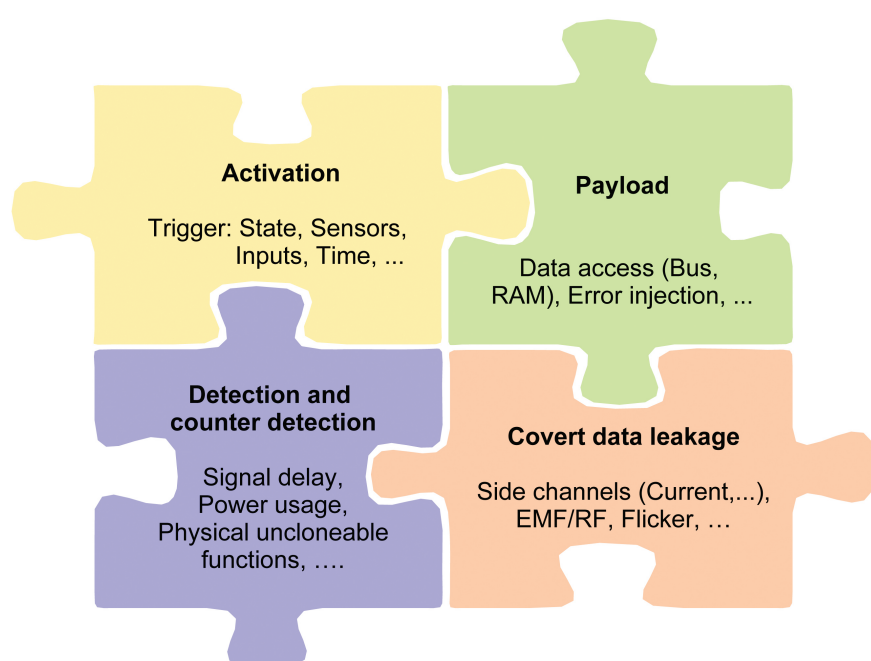 Activation
Trigger: State, Sensors,
Inputs, Time, ...
Payload
Data access (Bus,
RAM), Error injection, ...
Detection and
counter detection
Signal delay,
Power usage,
Physical uncloneable
functions, ….
Covert data leakage
Side channels (Current,...),
EMF/RF, Flicker, …